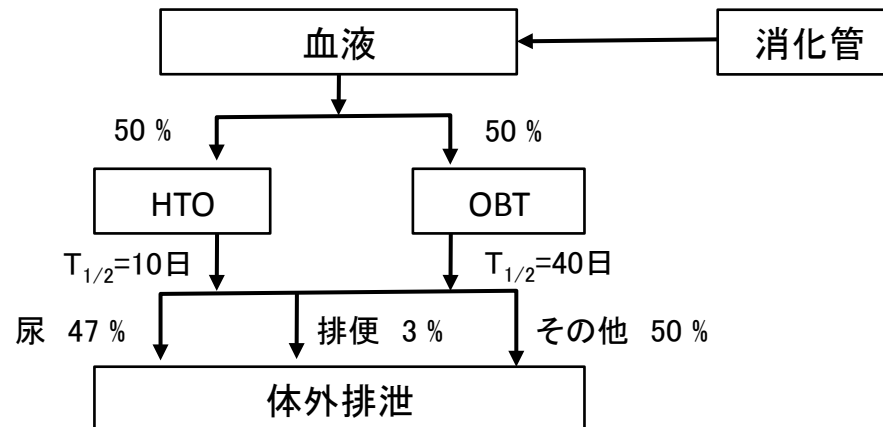 血液
消化管
50 %
50 %
HTO
OBT
T1/2=10日
T1/2=40日
尿 47 %
排便 3 %
その他 50 %
体外排泄